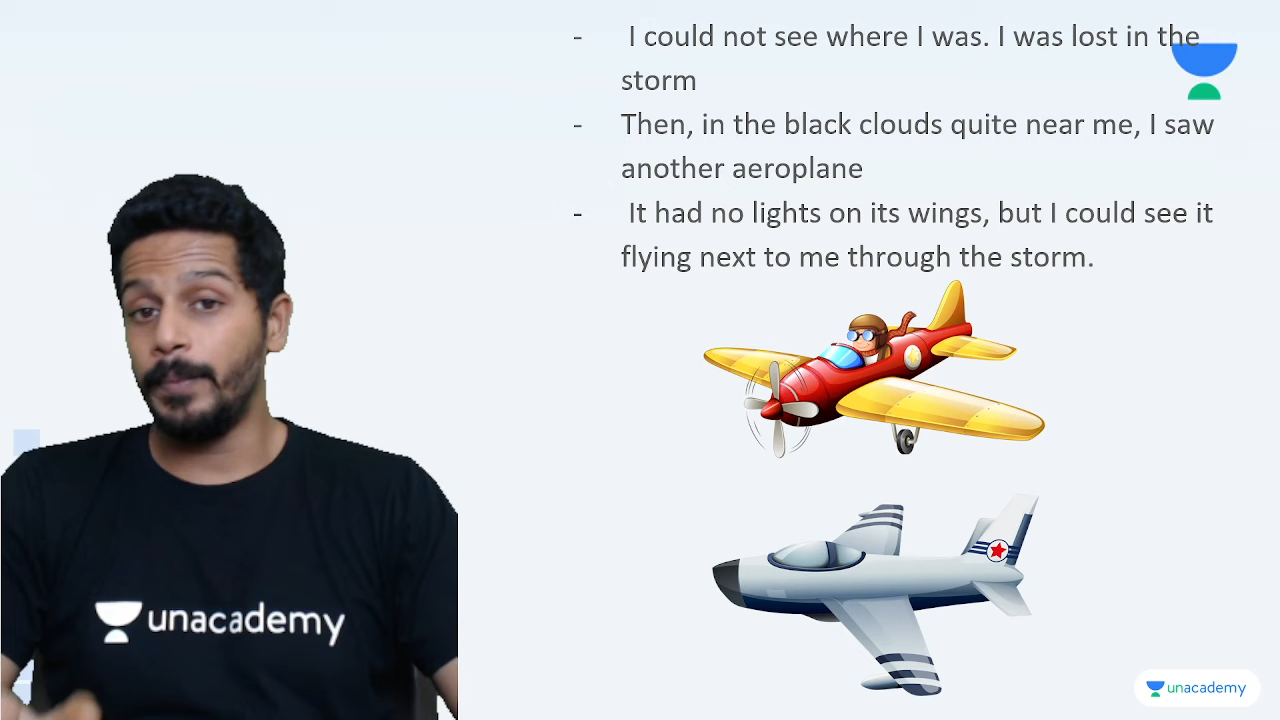 - I could not see where I was. I was lost in the
storm
- Then, in the black clouds quite near me, I saw
another aeroplane
- It had no lights on its wings, but I could see it
flying next to me through the storm.
unacademy
unacademy